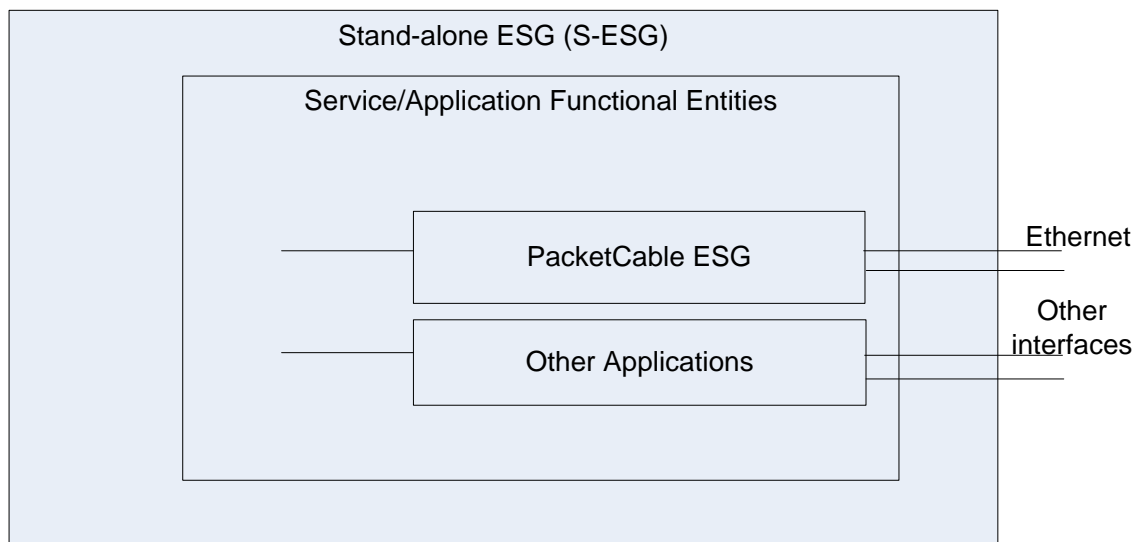 Stand-alone ESG (S-ESG)
Service/Application Functional Entities
PacketCable ESG
Ethernet
Other Applications
Other
interfaces